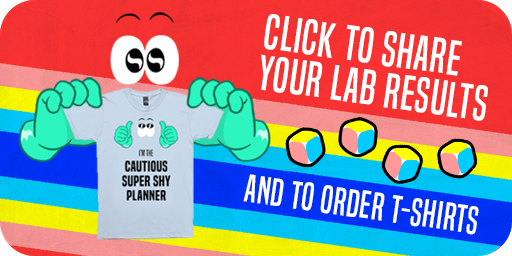 CLICK TO SHARE
YOUR LAB RESULTS
I'M THE
CAUTIOUS
SUPER SHY
PLANNER
AND TO ORDER T-SHIRTS